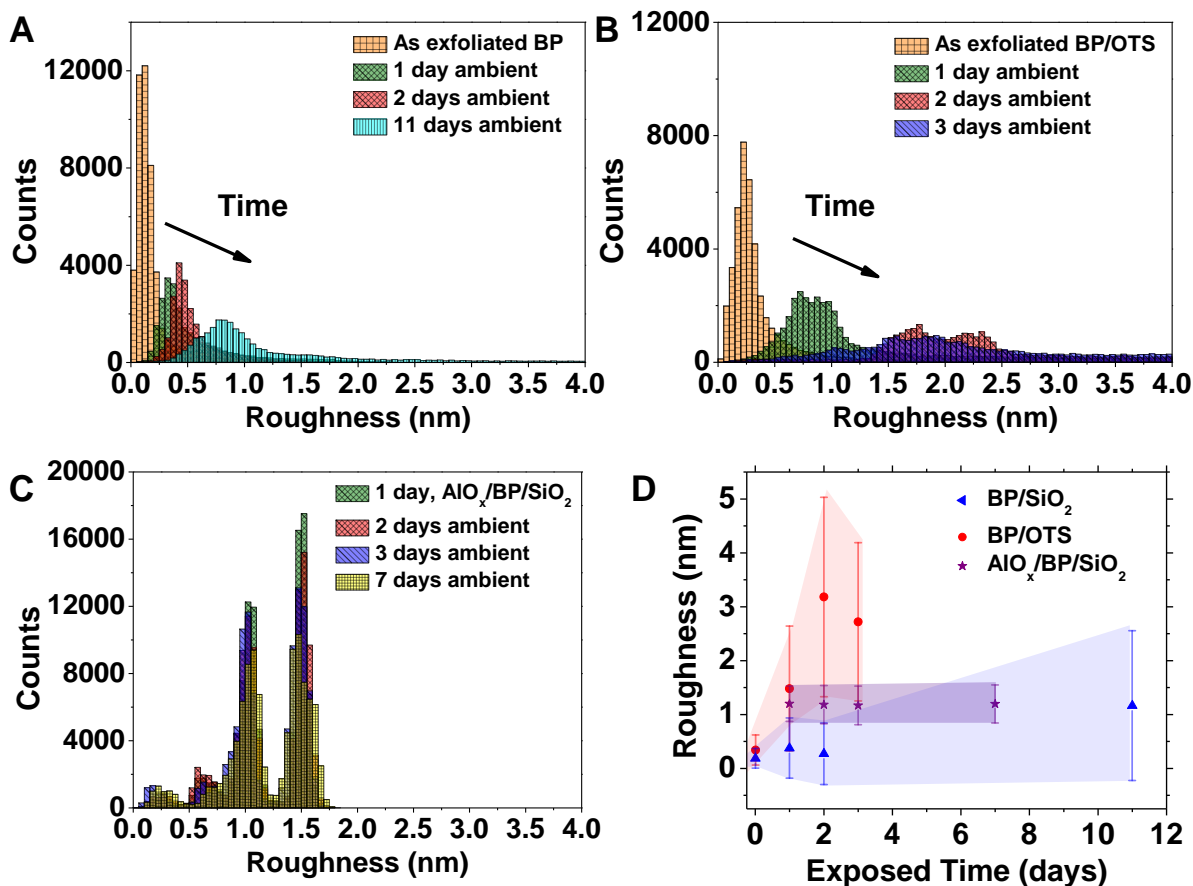 A
As exfoliated BP
1 day ambient
2 days ambient
11 days ambient
Time
Counts
12000
8000
4000
0
0.0 0.5 1.0 1.5 2.0 2.5 3.0 3.5 4.0
Roughness (nm)
B
As exfoliated BP/OTS
1 day ambient
2 days ambient
3 days ambient
Time
Counts
12000
8000
4000
0
0.0 0.5 1.0 1.5 2.0 2.5 3.0 3.5 4.0
Roughness (nm)
C
1 day, AlOₓ/BP/SiO₂
2 days ambient
3 days ambient
7 days ambient
Counts
20000
16000
12000
8000
4000
0
0.0 0.5 1.0 1.5 2.0 2.5 3.0 3.5 4.0
Roughness (nm)
D
BP/SiO₂
BP/OTS
AlOₓ/BP/SiO₂
Roughness (nm)
5
4
3
2
1
0
0 2 4 6 8 10 12
Exposed Time (days)